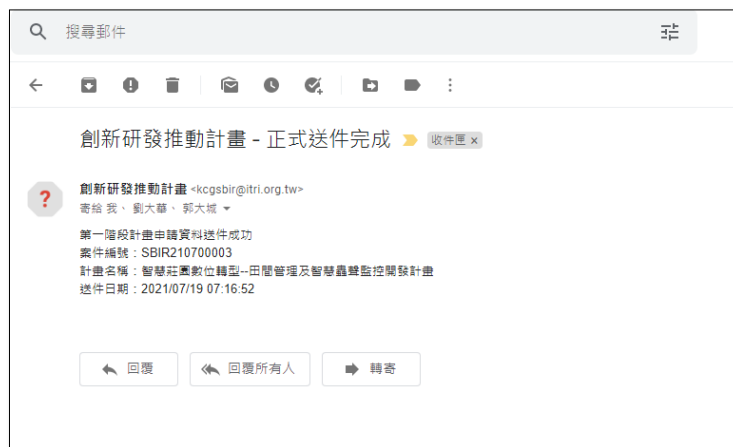 搜尋郵件
創新研發推動計畫 - 正式送件完成 收件匣 x
創新研發推動計畫 <kcgsbir@itri.org.tw>
寄給 我、劉大華、郭大城
第一階段計畫申請資料送件成功
案件編號：SBIR210700003
計畫名稱：智慧莊園數位轉型--田間管理及智慧蟲聲監控開發計畫
送件日期：2021/07/19 07:16:52
回覆 回覆所有人 轉寄